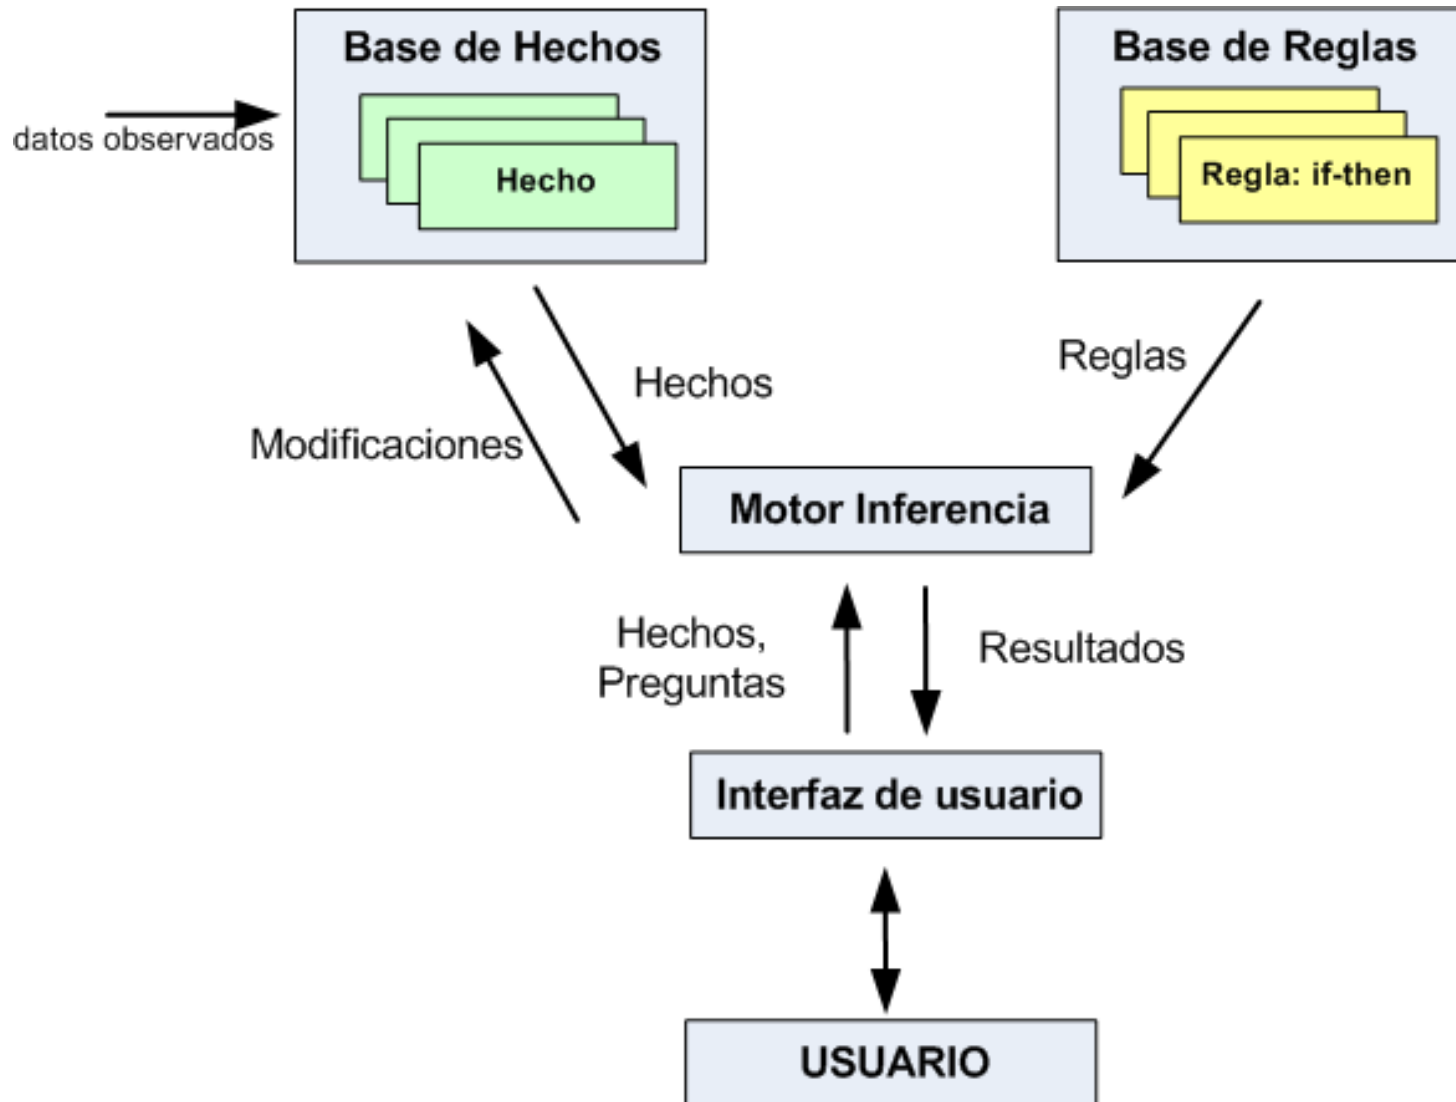 Base de Hechos
Base de Reglas
datos observados
Hecho
Regla: if-then
Hechos
Reglas
Modificaciones
Motor Inferencia
Hechos,
Preguntas
Resultados
Interfaz de usuario
USUARIO